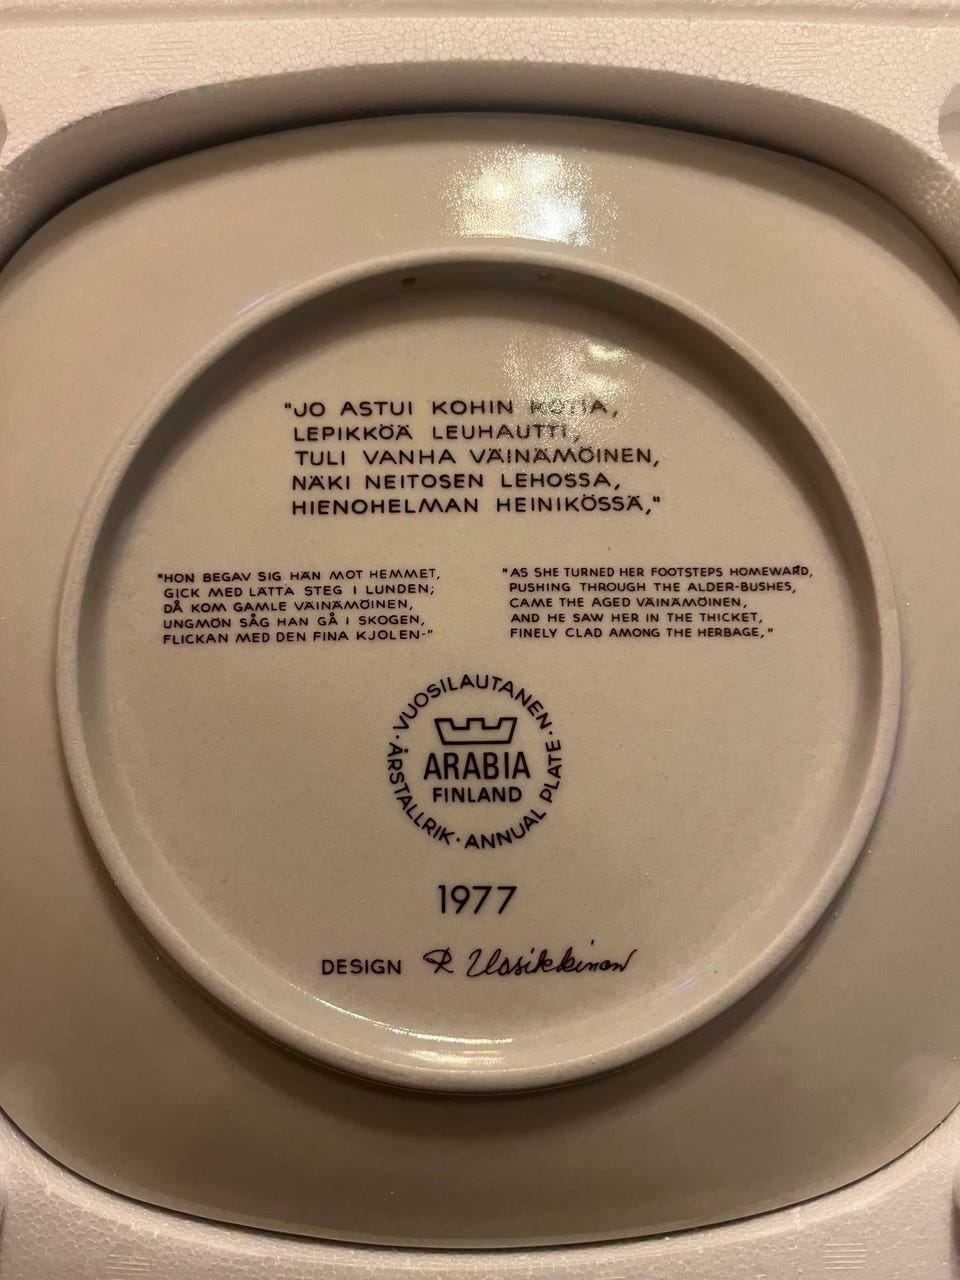 "JO ASTUI KOHIN KOTIA,
LEPIKKÖÄ LEUHAUTTI,
TULI VANHA VÄINÄMÖINEN,
NÄKI NEITOSEN LEHOSSA,
HIENOHELMAN HEINIKÖSSÄ,"
"HON BEGAV SIG HÄN MOT HEMMET,
GICK MED LÄTTA STEG I LUNDEN;
DÅ KOM GAMLE VÄINÄMÖINEN,
UNGMÖN SÅG HAN GÅ I SKOGEN,
FLICKAN MED DEN FINA KJOLEN-"
"AS SHE TURNED HER FOOTSTEPS HOMEWARD,
PUSHING THROUGH THE ALDER-BUSHES,
CAME THE AGED VÄINÄMÖINEN,
AND HE SAW HER IN THE THICKET,
FINELY CLAD AMONG THE HERBAGE,"
· VUOSILAUTANEN ·
ARABIA
FINLAND
ÅRSTALLRIK · ANNUAL PLATE
1977
DESIGN R Uosikkinen